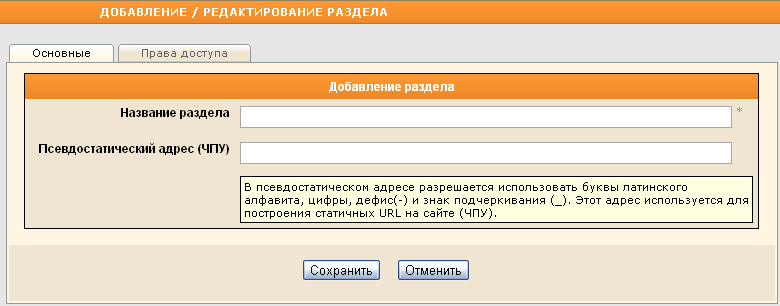 ДОБАВЛЕНИЕ / РЕДАКТИРОВАНИЕ РАЗДЕЛА
Основные Права доступа
Добавление раздела
Название раздела *
Псевдостатический адрес (ЧПУ)
В псевдостатическом адресе разрешается использовать буквы латинского
алфавита, цифры, дефис(-) и знак подчеркивания (_). Этот адрес используется для
построения статичных URL на сайте (ЧПУ).
Сохранить Отменить